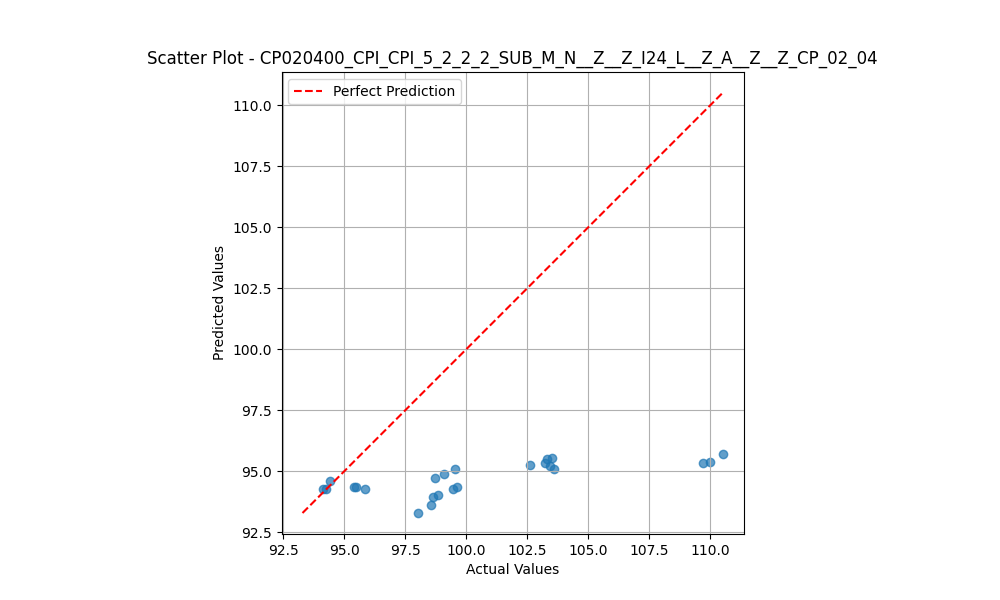 Scatter Plot - CP020400_CPI_CPI_5_2_2_2_SUB_M_N__Z__Z_I24_L__Z_A__Z__Z_CP_02_04
Perfect Prediction
110.0
107.5
105.0
102.5
100.0
97.5
95.0
92.5
Predicted Values
92.5 95.0 97.5 100.0 102.5 105.0 107.5 110.0
Actual Values